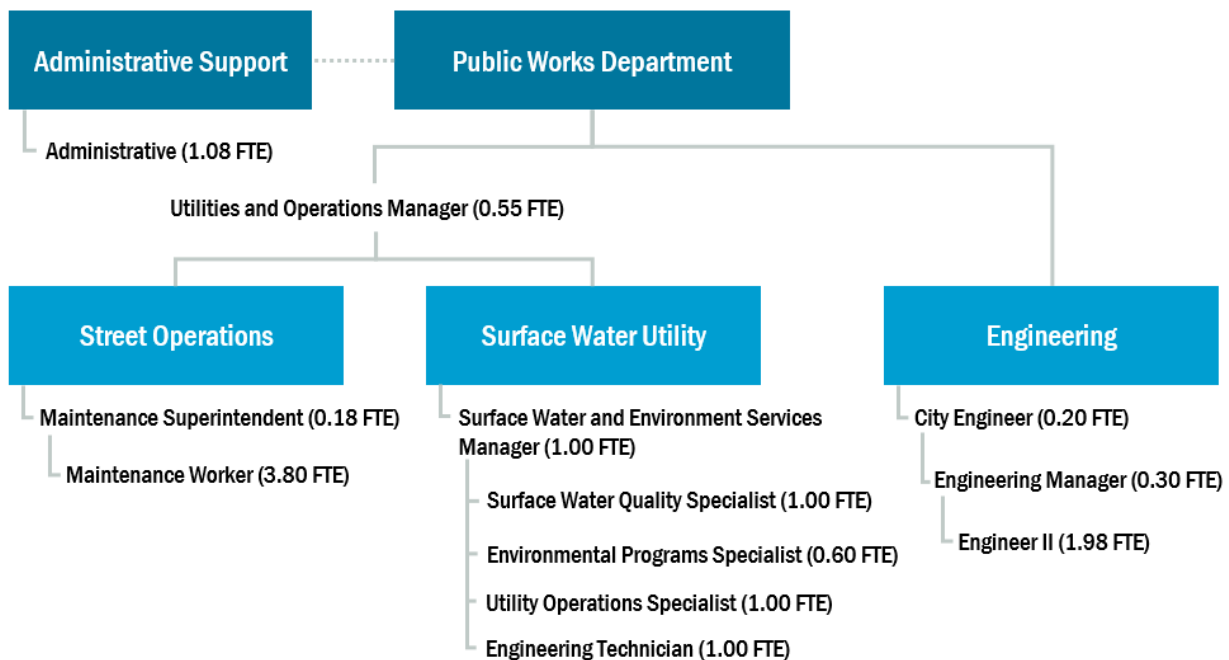 Administrative Support
Public Works Department
Administrative (1.08 FTE)
Utilities and Operations Manager (0.55 FTE)
Street Operations
Surface Water Utility
Engineering
Maintenance Superintendent (0.18 FTE)
Maintenance Worker (3.80 FTE)
Surface Water and Environment Services
Manager (1.00 FTE)
Surface Water Quality Specialist (1.00 FTE)
Environmental Programs Specialist (0.60 FTE)
Utility Operations Specialist (1.00 FTE)
Engineering Technician (1.00 FTE)
City Engineer (0.20 FTE)
Engineering Manager (0.30 FTE)
Engineer II (1.98 FTE)